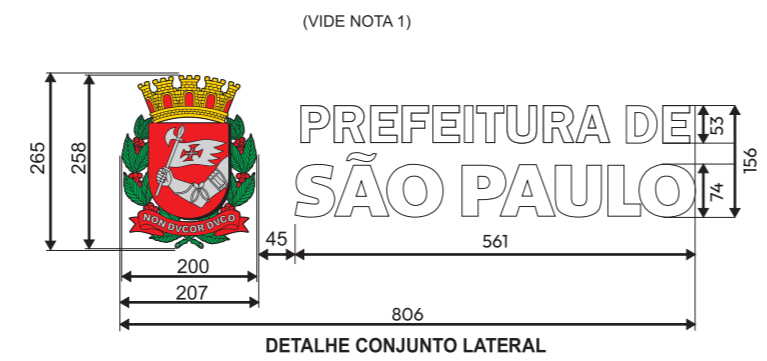 (VIDE NOTA 1)
265
258
NON DVCOR DVCO
PREFEITURA DE
SÃO PAULO
53
74
156
45
561
200
207
806
DETALHE CONJUNTO LATERAL